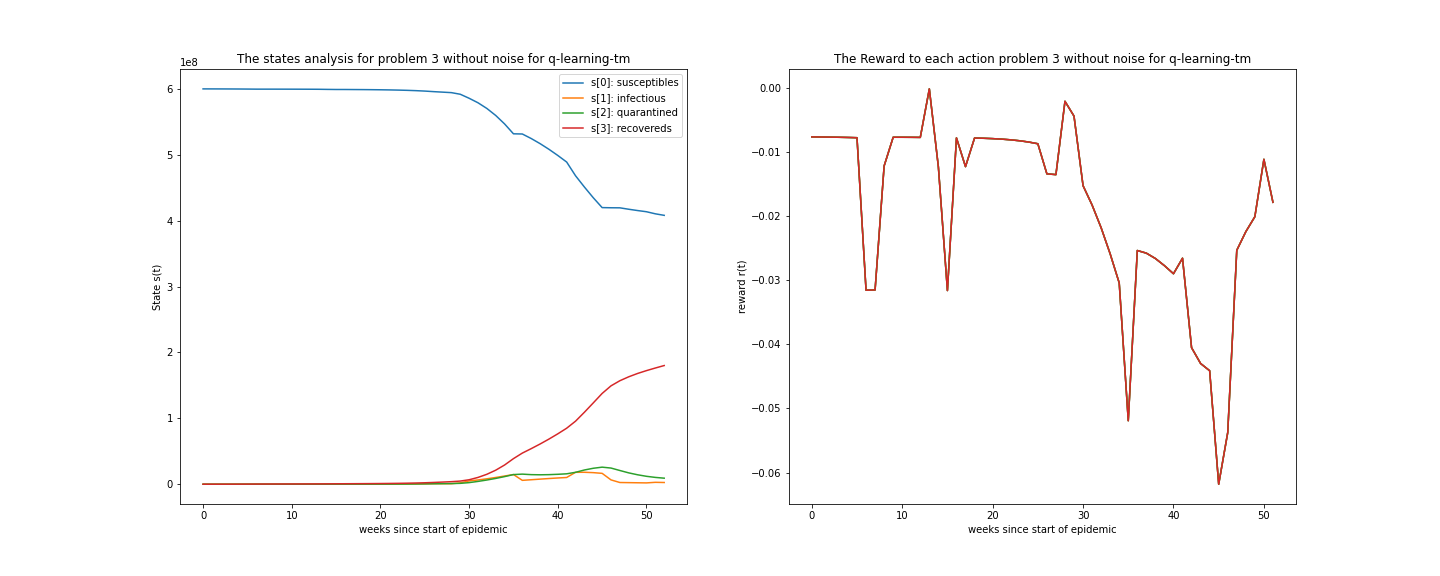 The states analysis for problem 3 without noise for q-learning-tm
1e8
6
5
4
3
2
1
0
State s(t)
s[0]: susceptibles
s[1]: infectious
s[2]: quarantined
s[3]: recovereds
0 10 20 30 40 50
weeks since start of epidemic
The Reward to each action problem 3 without noise for q-learning-tm
0.00
−0.01
−0.02
−0.03
−0.04
−0.05
−0.06
reward r(t)
0 10 20 30 40 50
weeks since start of epidemic